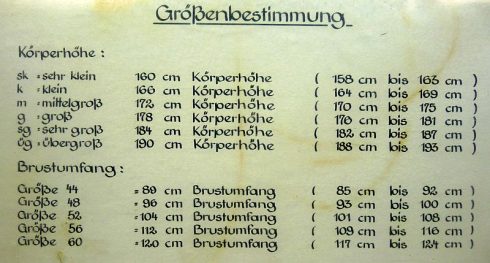 Größenbestimmung
Körperhöhe :
sk = sehr klein 160 cm Körperhöhe ( 158 cm bis 163 cm )
k = klein 166 cm Körperhöhe ( 164 cm bis 169 cm )
m = mittelgroß 172 cm Körperhöhe ( 170 cm bis 175 cm )
g = groß 178 cm Körperhöhe ( 176 cm bis 181 cm )
sg = sehr groß 184 cm Körperhöhe ( 182 cm bis 187 cm )
üg = übergroß 190 cm Körperhöhe ( 188 cm bis 193 cm )
Brustumfang :
Größe 44 = 89 cm Brustumfang ( 85 cm bis 92 cm )
Größe 48 = 96 cm Brustumfang ( 93 cm bis 100 cm )
Größe 52 = 104 cm Brustumfang ( 101 cm bis 108 cm )
Größe 56 = 112 cm Brustumfang ( 109 cm bis 116 cm )
Größe 60 = 120 cm Brustumfang ( 117 cm bis 124 cm )